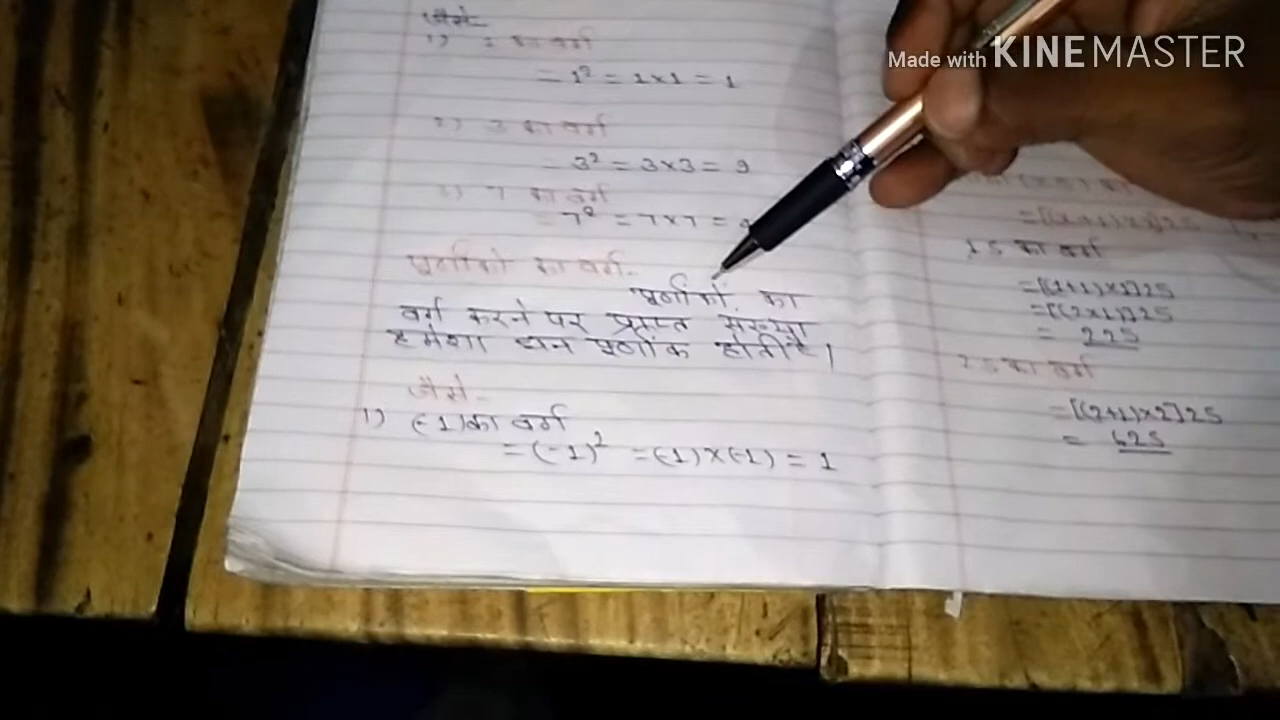 जैसे-
1) 1 का वर्ग
= 1² = 1×1 = 1
2) 3 का वर्ग
= 3² = 3×3 = 9
3) 7 का वर्ग
= 7² = 7×7 =
पूर्णांकों का वर्ग-
पूर्णांकों का
वर्ग करने पर प्राप्त संख्या
हमेशा धन पूर्णांक होती है।
जैसे-
1) (-1) का वर्ग
= (-1)² = (-1)×(-1) = 1
15 का वर्ग
= [(1+1)×1]25
= [(2×1)]25
= 225
25 का वर्ग
= [(2+1)×2]25
= 625
Made with KINEMASTER